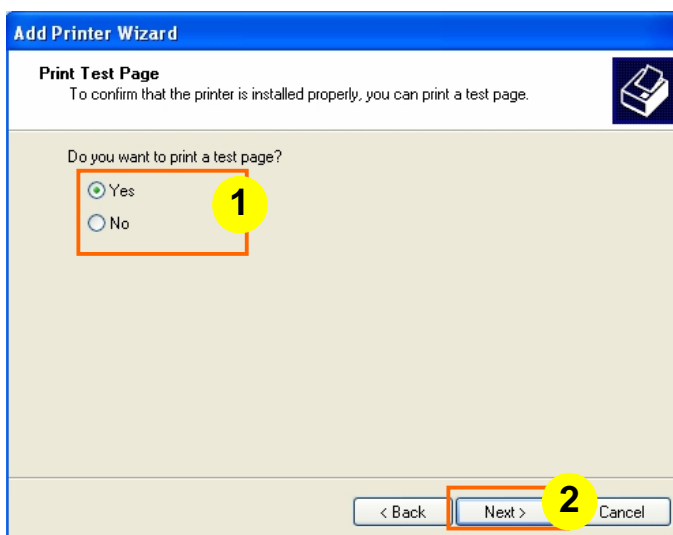 Add Printer Wizard
Print Test Page
To confirm that the printer is installed properly, you can print a test page.
Do you want to print a test page?
Yes
1
No
< Back
Next >
2
Cancel